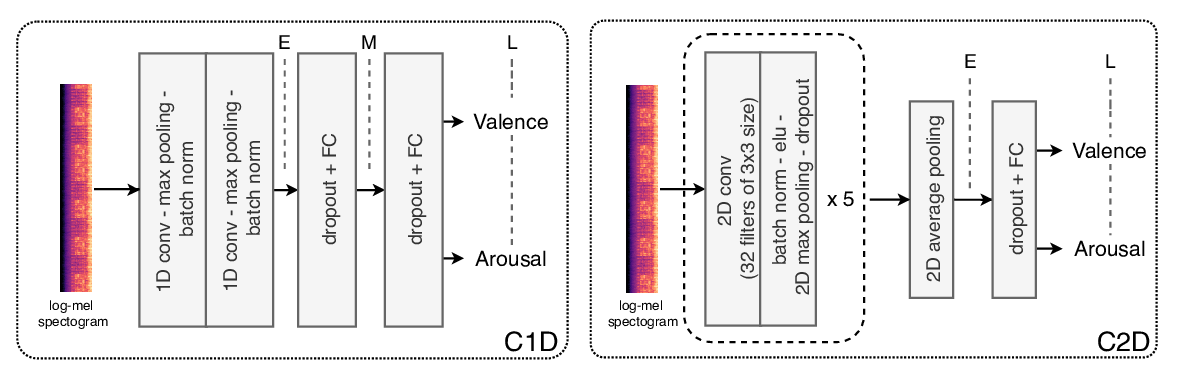 E
M
L
1D conv - max pooling -
batch norm
1D conv - max pooling -
batch norm
dropout + FC
dropout + FC
Valence
Arousal
log-mel
spectogram
C1D
E
L
2D conv
(32 filters of 3x3 size)
batch norm - elu -
2D max pooling - dropout
x 5
2D average pooling
dropout + FC
Valence
Arousal
log-mel
spectogram
C2D